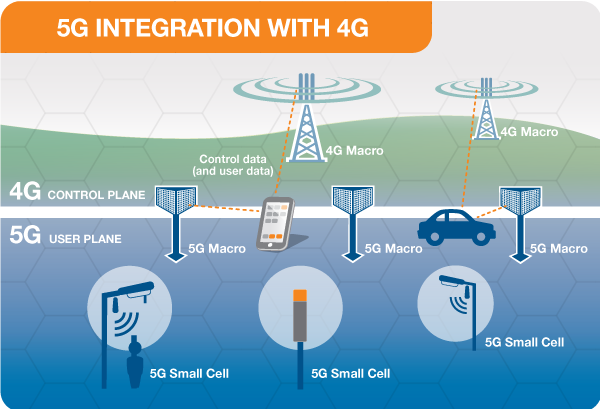 5G INTEGRATION WITH 4G
4G Macro
4G Macro
Control data
(and user data)
4G CONTROL PLANE
5G USER PLANE
5G Macro
5G Macro
5G Macro
5G Small Cell
5G Small Cell
5G Small Cell